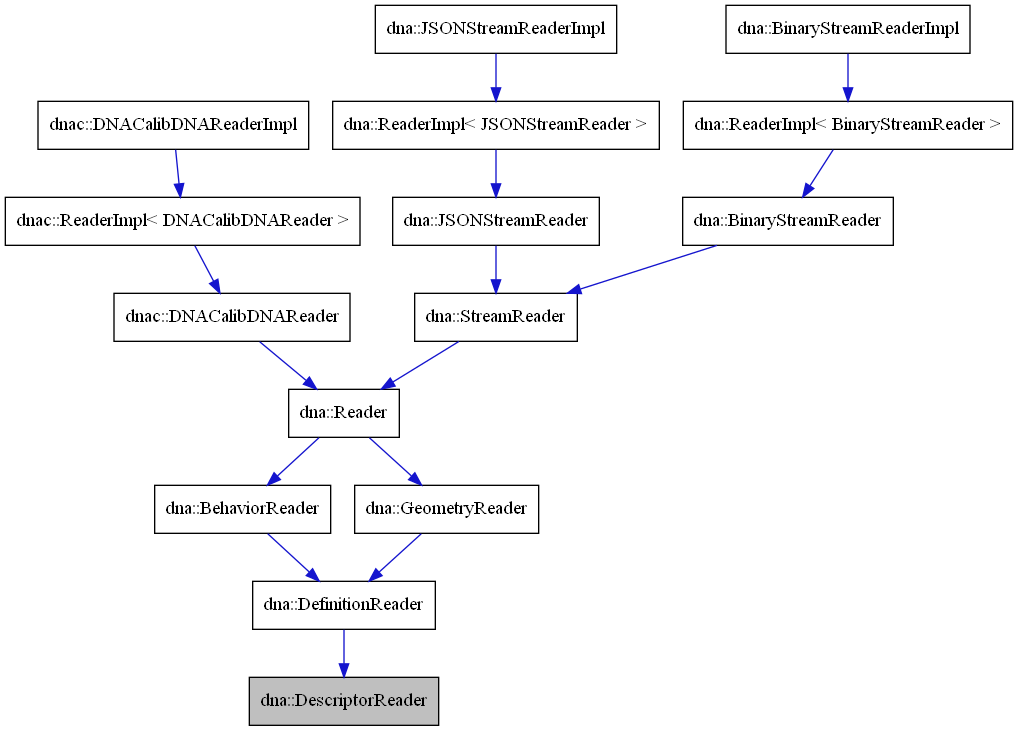 dna::JSONStreamReaderImpl
dna::BinaryStreamReaderImpl
dnac::DNACalibDNAReaderImpl
dna::ReaderImpl< JSONStreamReader >
dna::ReaderImpl< BinaryStreamReader >
dnac::ReaderImpl< DNACalibDNAReader >
dna::JSONStreamReader
dna::BinaryStreamReader
dnac::DNACalibDNAReader
dna::StreamReader
dna::Reader
dna::BehaviorReader
dna::GeometryReader
dna::DefinitionReader
dna::DescriptorReader